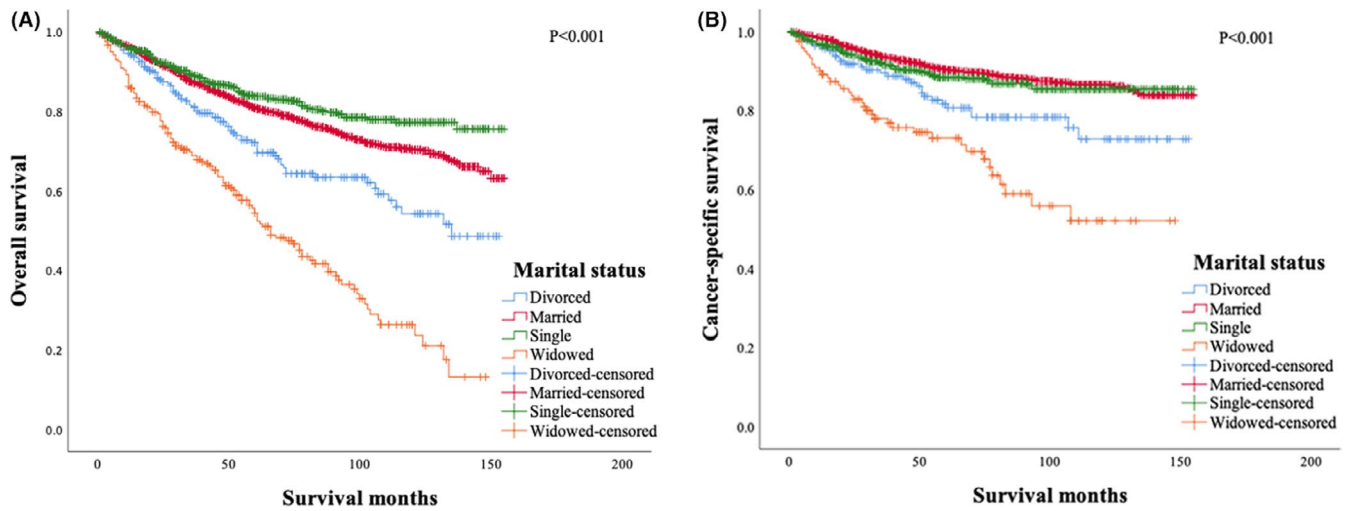 (A)
P<0.001
Overall survival
1.0
0.8
0.6
0.4
0.2
0.0
0 50 100 150 200
Survival months
Marital status
Divorced
Married
Single
Widowed
Divorced-censored
Married-censored
Single-censored
Widowed-censored
(B)
P<0.001
Cancer-specific survival
1.0
0.8
0.6
0.4
0.2
0.0
0 50 100 150 200
Survival months
Marital status
Divorced
Married
Single
Widowed
Divorced-censored
Married-censored
Single-censored
Widowed-censored